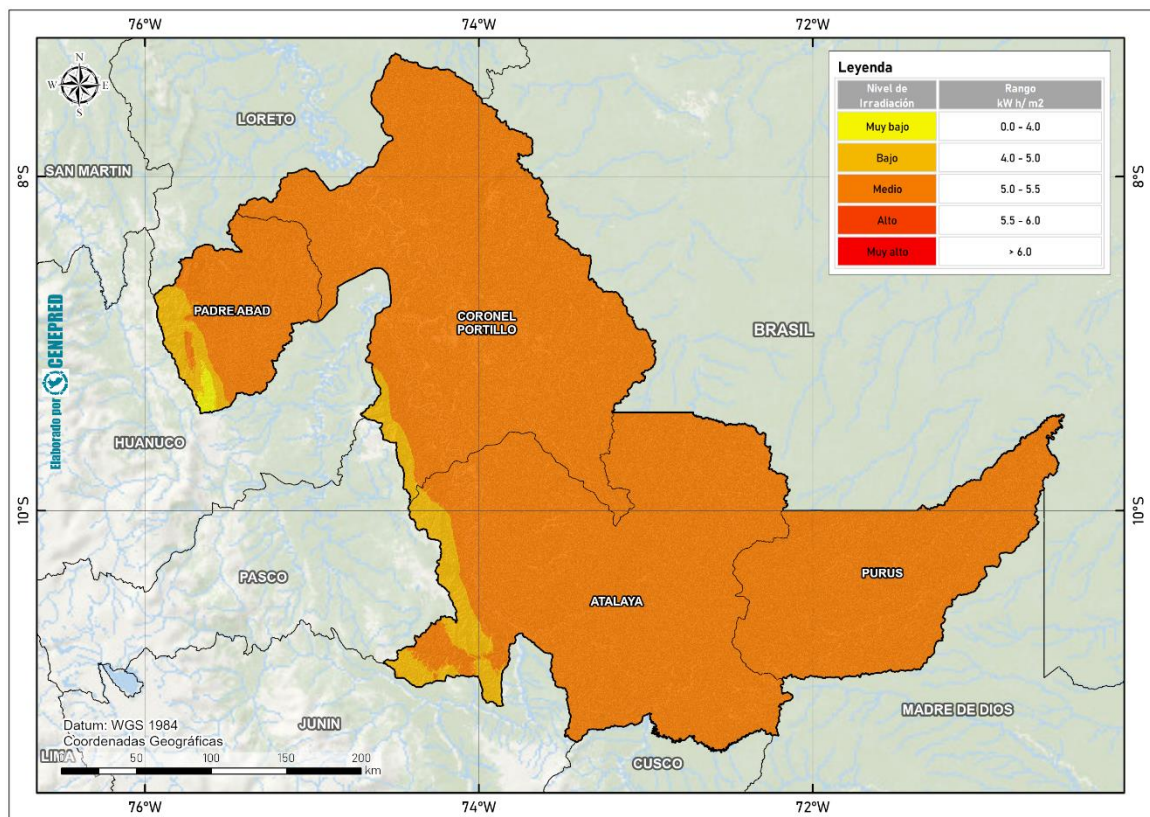 76°W
74°W
72°W
N
W
E
S
LORETO
SAN MARTIN
8°S
8°S
Leyenda
Nivel de Irradiación
Rango kW h/ m2
Muy bajo
0.0 - 4.0
Bajo
4.0 - 5.0
Medio
5.0 - 5.5
Alto
5.5 - 6.0
Muy alto
> 6.0
PADRE ABAD
CORONEL
PORTILLO
BRASIL
Elaborado por CENEPRED
HUANUCO
10°S
10°S
PASCO
ATALAYA
PURUS
JUNIN
MADRE DE DIOS
CUSCO
Datum: WGS 1984
Coordenadas Geográficas
50
100
150
200
km
76°W
74°W
72°W